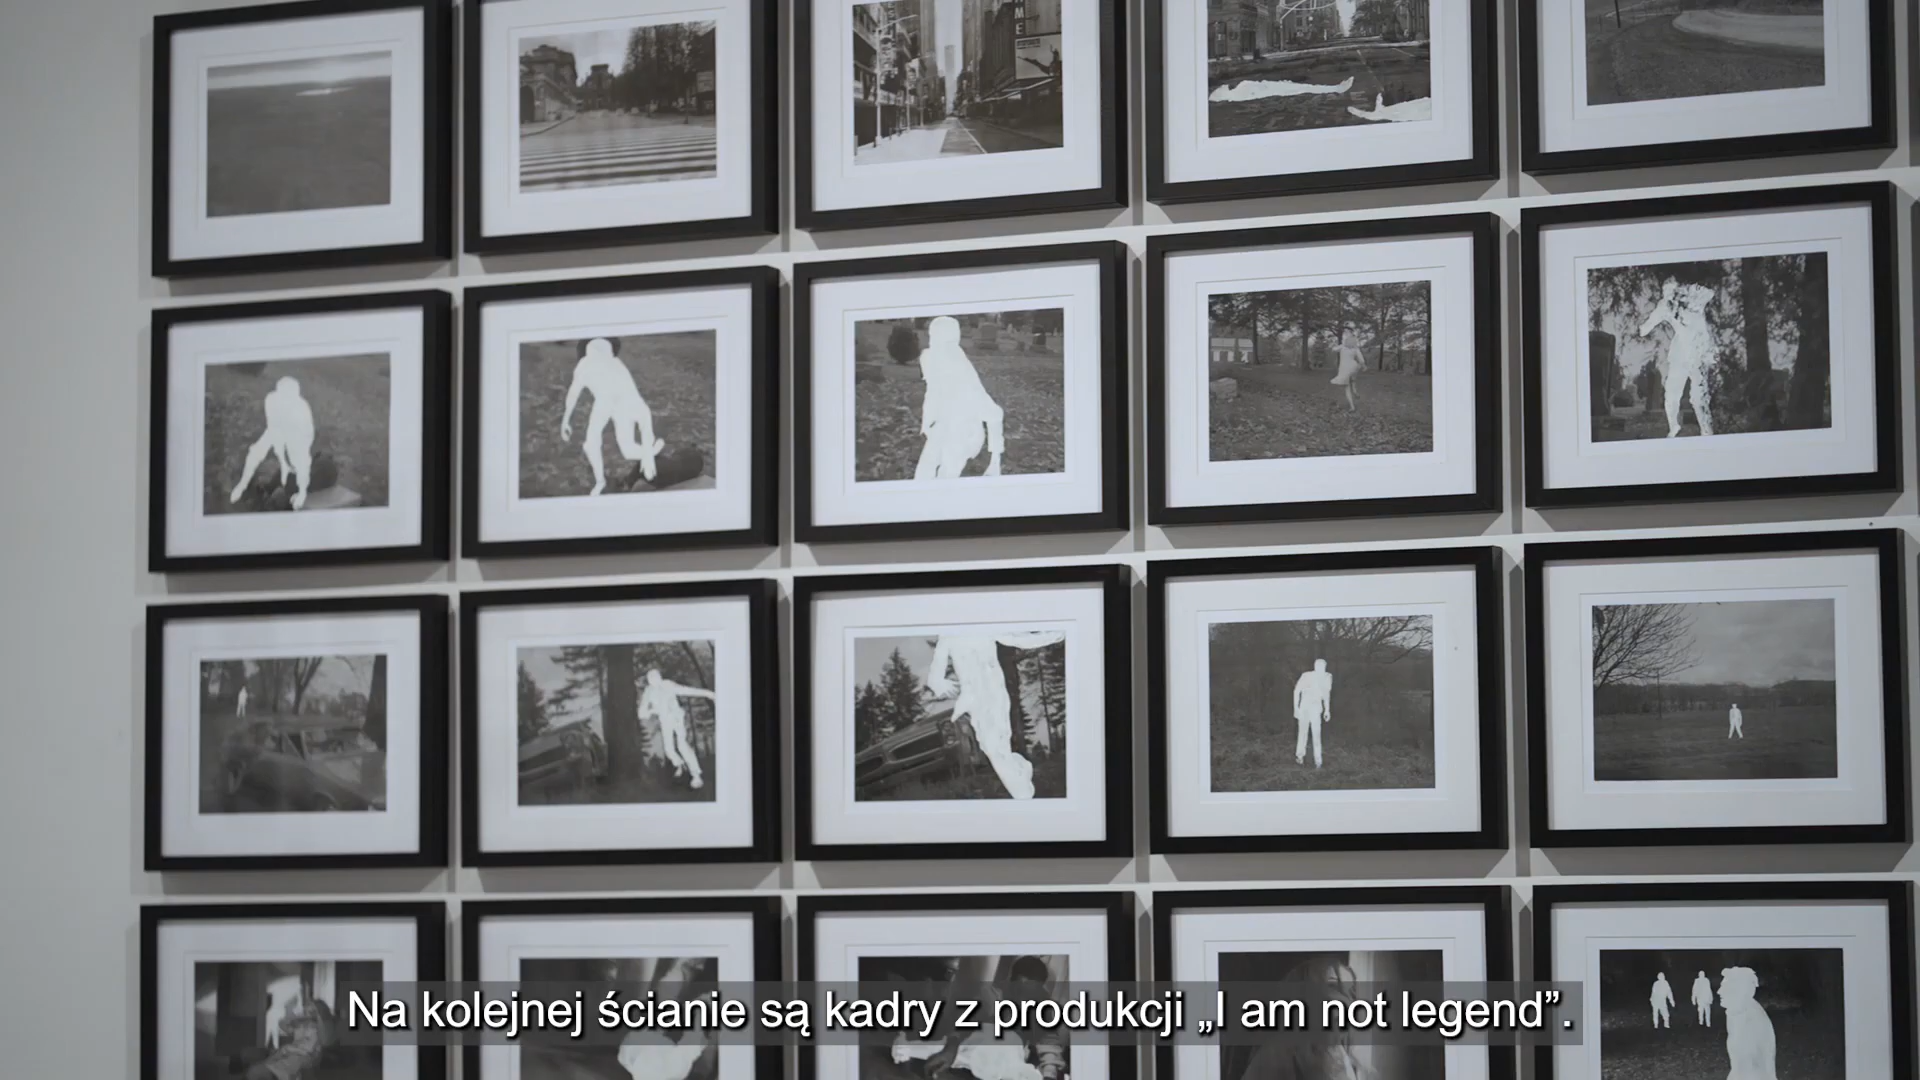 Na kolejnej ścianie są kadry z produkcji „I am not legend”.